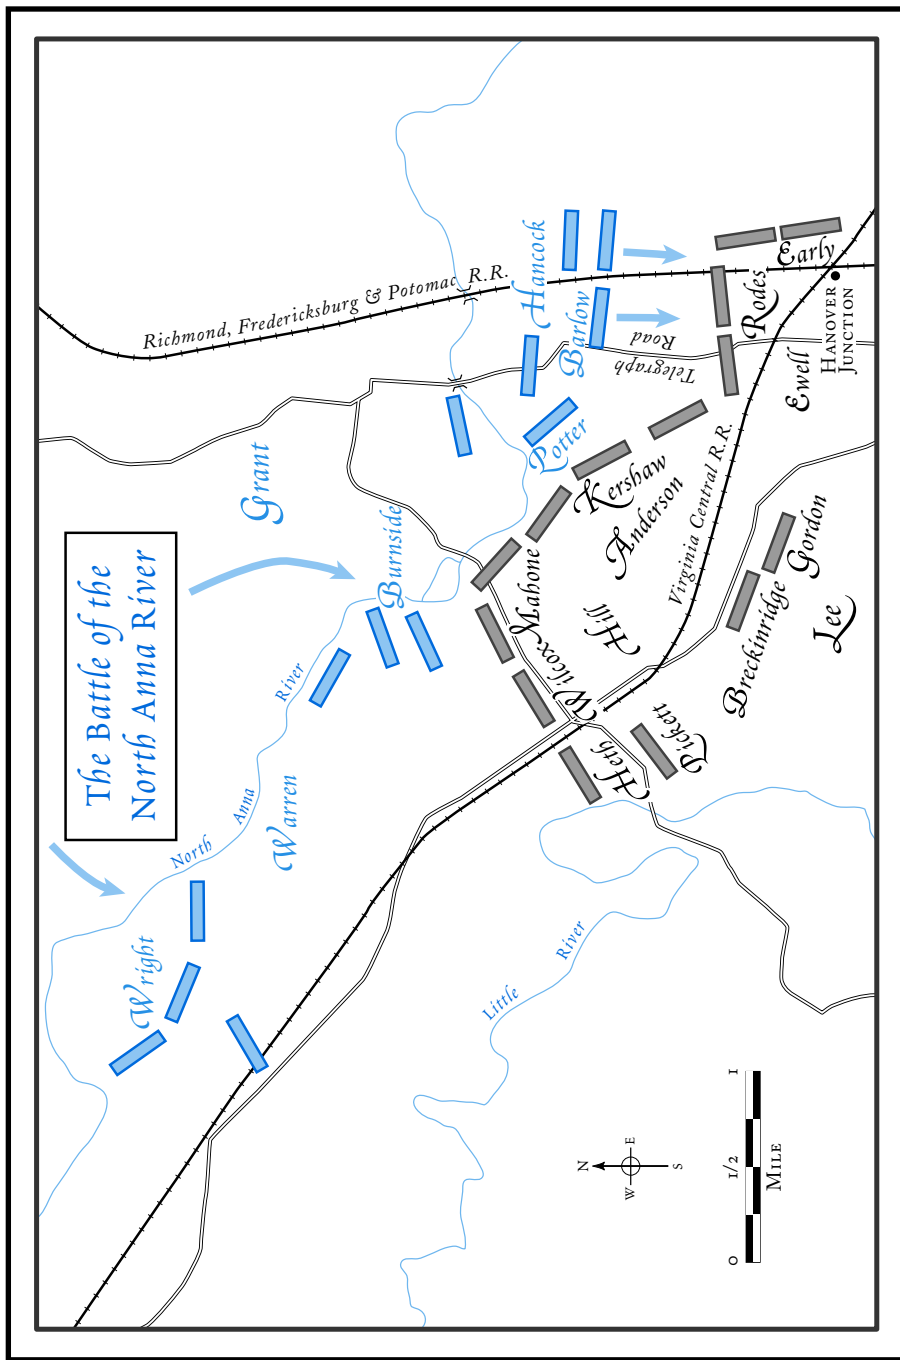 The Battle of the
North Anna River
Wright
North
Anna
River
Warren
Grant
Burnside
Richmond, Fredericksburg & Potomac R.R.
Hancock
Barlow
Potter
Telegraph
Road
Early
Rodes
Hanover
Junction
Ewell
Kershaw
Anderson
Mahone
Hill
Wilcox
Heth
Pickett
Virginia Central R.R.
Gordon
Breckinridge
Lee
Little
River
N
W
E
S
0
1/2
1
Mile